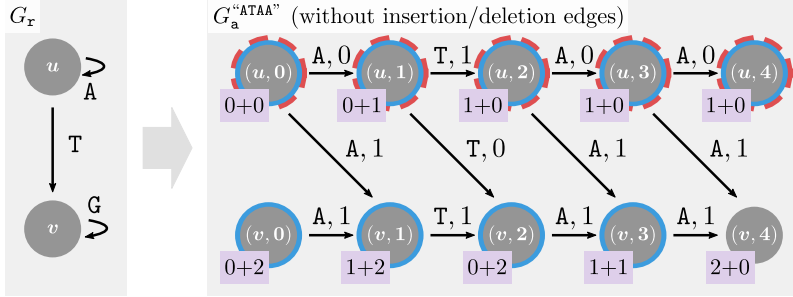 G_r
G_a^“ATAA” (without insertion/deletion edges)
u
A
T
v
G
(u, 0) A, 0 (u, 1) T, 1 (u, 2) A, 0 (u, 3) A, 0 (u, 4)
0+0 0+1 1+0 1+0 1+0
A, 1 T, 0 A, 1 A, 1
(v, 0) A, 1 (v, 1) T, 1 (v, 2) A, 1 (v, 3) A, 1 (v, 4)
0+2 1+2 0+2 1+1 2+0